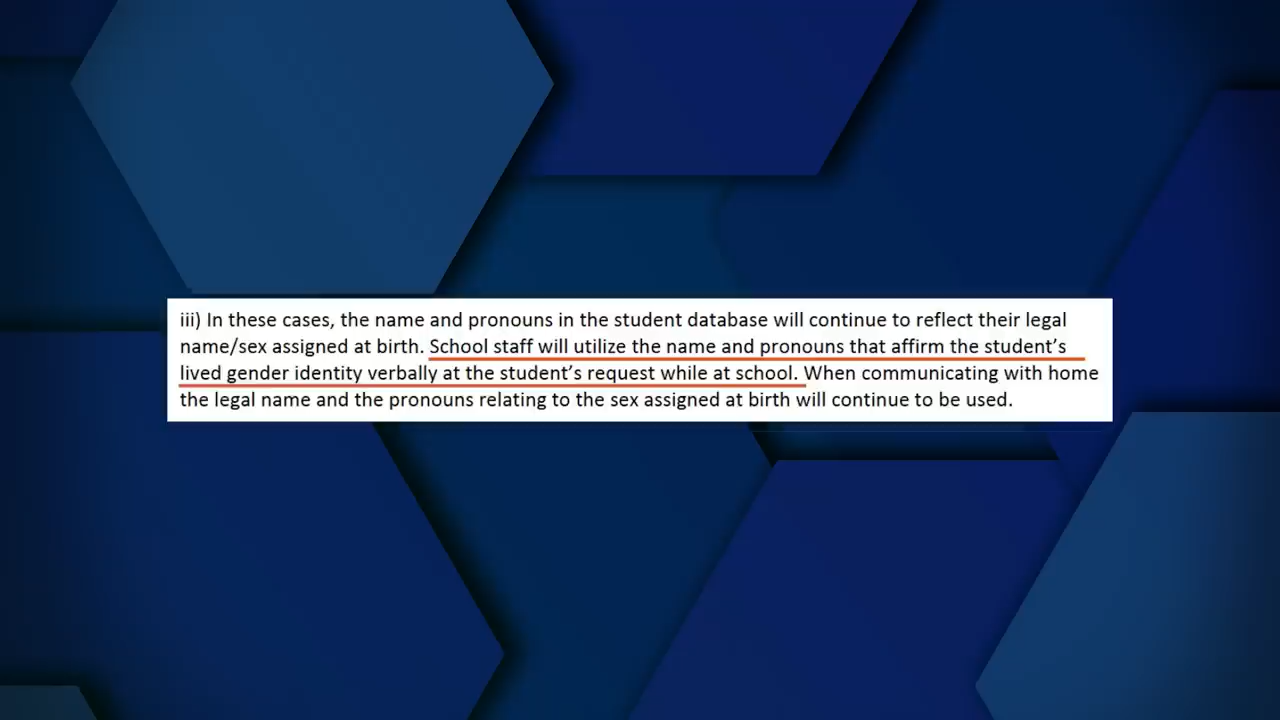 iii) In these cases, the name and pronouns in the student database will continue to reflect their legal
name/sex assigned at birth. School staff will utilize the name and pronouns that affirm the student’s
lived gender identity verbally at the student’s request while at school. When communicating with home
the legal name and the pronouns relating to the sex assigned at birth will continue to be used.